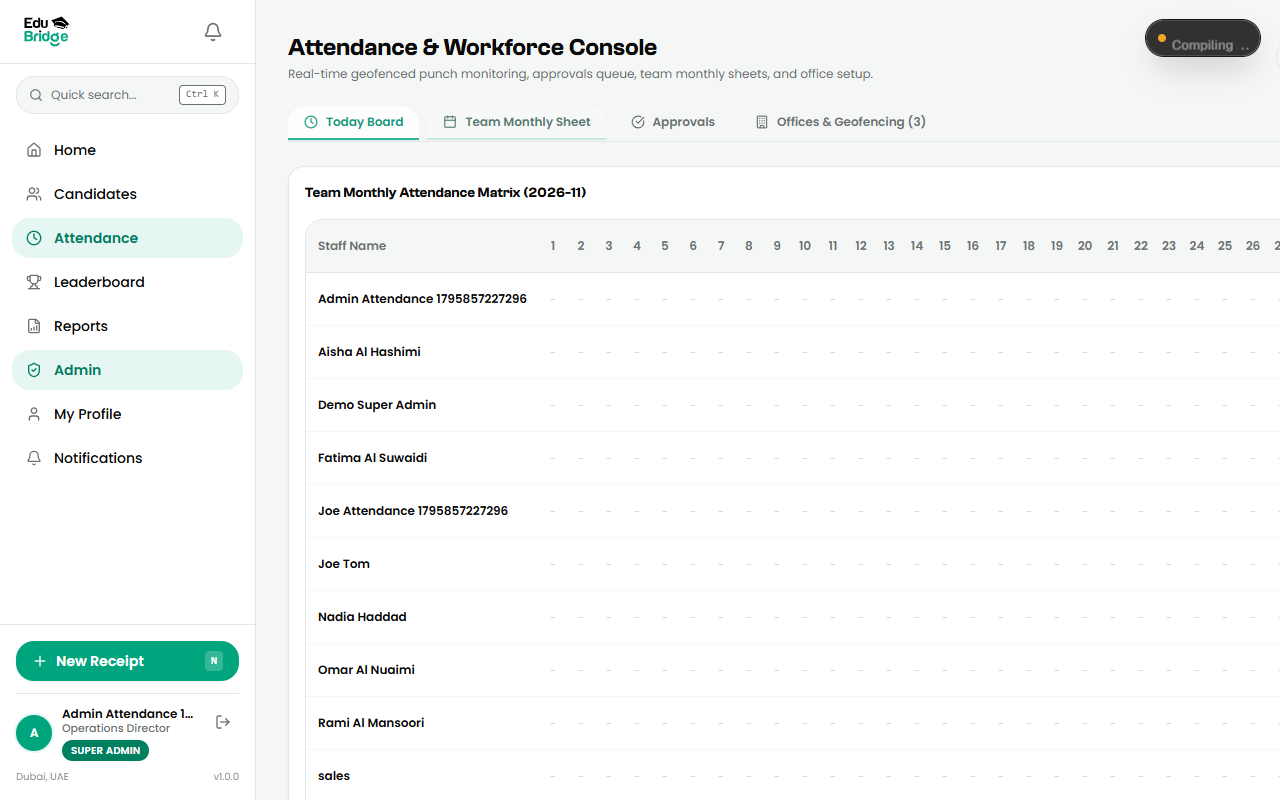 Edu
Bridge
Quick search...
Ctrl K
Home
Candidates
Attendance
Leaderboard
Reports
Admin
My Profile
Notifications
New Receipt
N
A
Admin Attendance 1...
Operations Director
SUPER ADMIN
Dubai, UAE
v1.0.0
Attendance & Workforce Console
Real-time geofenced punch monitoring, approvals queue, team monthly sheets, and office setup.
Compiling ..
Today Board
Team Monthly Sheet
Approvals
Offices & Geofencing (3)
Team Monthly Attendance Matrix (2026-11)
Staff Name 1 2 3 4 5 6 7 8 9 10 11 12 13 14 15 16 17 18 19 20 21 22 23 24 25 26
Admin Attendance 1795857227296 - - - - - - - - - - - - - - - - - - - - - - - - - -
Aisha Al Hashimi - - - - - - - - - - - - - - - - - - - - - - - - - -
Demo Super Admin - - - - - - - - - - - - - - - - - - - - - - - - - -
Fatima Al Suwaidi - - - - - - - - - - - - - - - - - - - - - - - - - -
Joe Attendance 1795857227296 - - - - - - - - - - - - - - - - - - - - - - - - - -
Joe Tom - - - - - - - - - - - - - - - - - - - - - - - - - -
Nadia Haddad - - - - - - - - - - - - - - - - - - - - - - - - - -
Omar Al Nuaimi - - - - - - - - - - - - - - - - - - - - - - - - - -
Rami Al Mansoori - - - - - - - - - - - - - - - - - - - - - - - - - -
sales - - - - - - - - - - - - - - - - - - - - - - - - - -